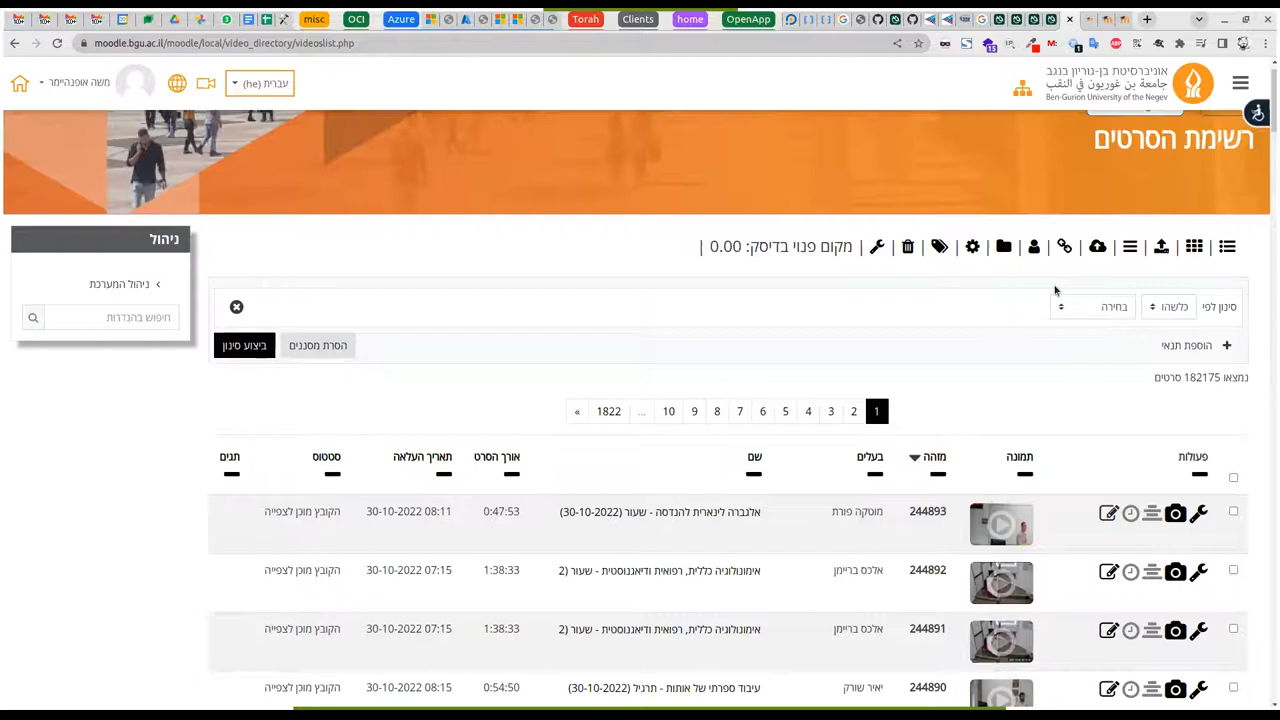 misc OCI Azure Torah Clients home OpenApp
moodle.bgu.ac.il/moodle/local/video_directory/videoslist.php
אוניברסיטת בן-גוריון בנגב
جامعة بن غوريون في النقب
Ben-Gurion University of the Negev
עברית (he)
משה אופנהיימר
רשימת הסרטים
| מקום פנוי בדיסק: 0.00 |
ניהול
ניהול המערכת
חיפוש בהגדרות
סינון לפי כלשהו בחירה
הוספת תנאי
הסרת מסננים ביצוע סינון
נמצאו 182175 סרטים
1 2 3 4 5 6 7 8 9 10 ... 1822 »
פעולות תמונה מזהה בעלים שם אורך הסרט תאריך העלאה סטטוס תגים
244893 מוטקה פורת אלגברה לינארית להנדסה - שעור (30-10-2022) 0:47:53 30-10-2022 08:11 הקובץ מוכן לצפייה
244892 אלכס בריימן אימונולוגיה כללית, רפואית ודיאגנוסטית - שעור (2 1:38:33 30-10-2022 07:15 הקובץ מוכן לצפייה
244891 אלכס בריימן אימונולוגיה כללית, רפואית ודיאגנוסטית - שעור (2 1:38:33 30-10-2022 07:15 הקובץ מוכן לצפייה
244890 יאיר שורק עיבוד ספרתי של אותות - תרגיל (30-10-2022) 0:54:50 30-10-2022 08:15 הקובץ מוכן לצפייה